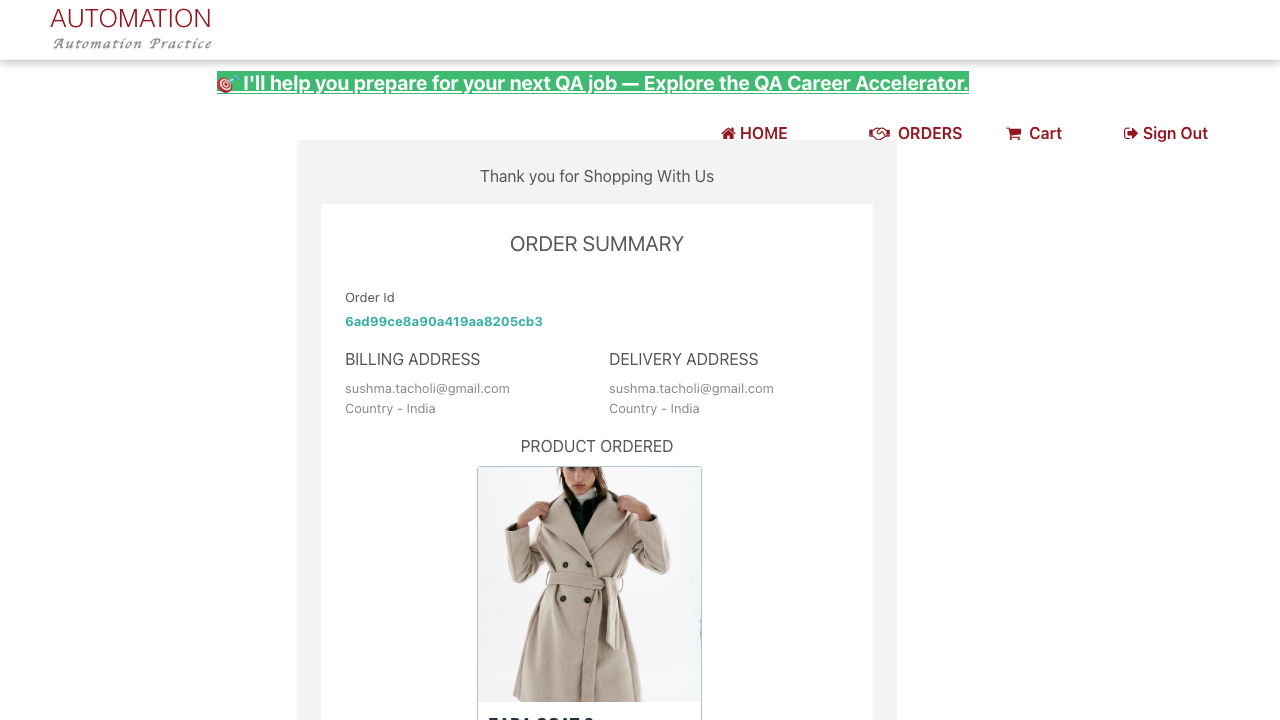 AUTOMATION
Automation Practice
🎯 I'll help you prepare for your next QA job — Explore the QA Career Accelerator.
HOME ORDERS Cart Sign Out
Thank you for Shopping With Us
ORDER SUMMARY
Order Id
6ad99ce8a90a419aa8205cb3
BILLING ADDRESS DELIVERY ADDRESS
sushma.tacholi@gmail.com sushma.tacholi@gmail.com
Country - India Country - India
PRODUCT ORDERED